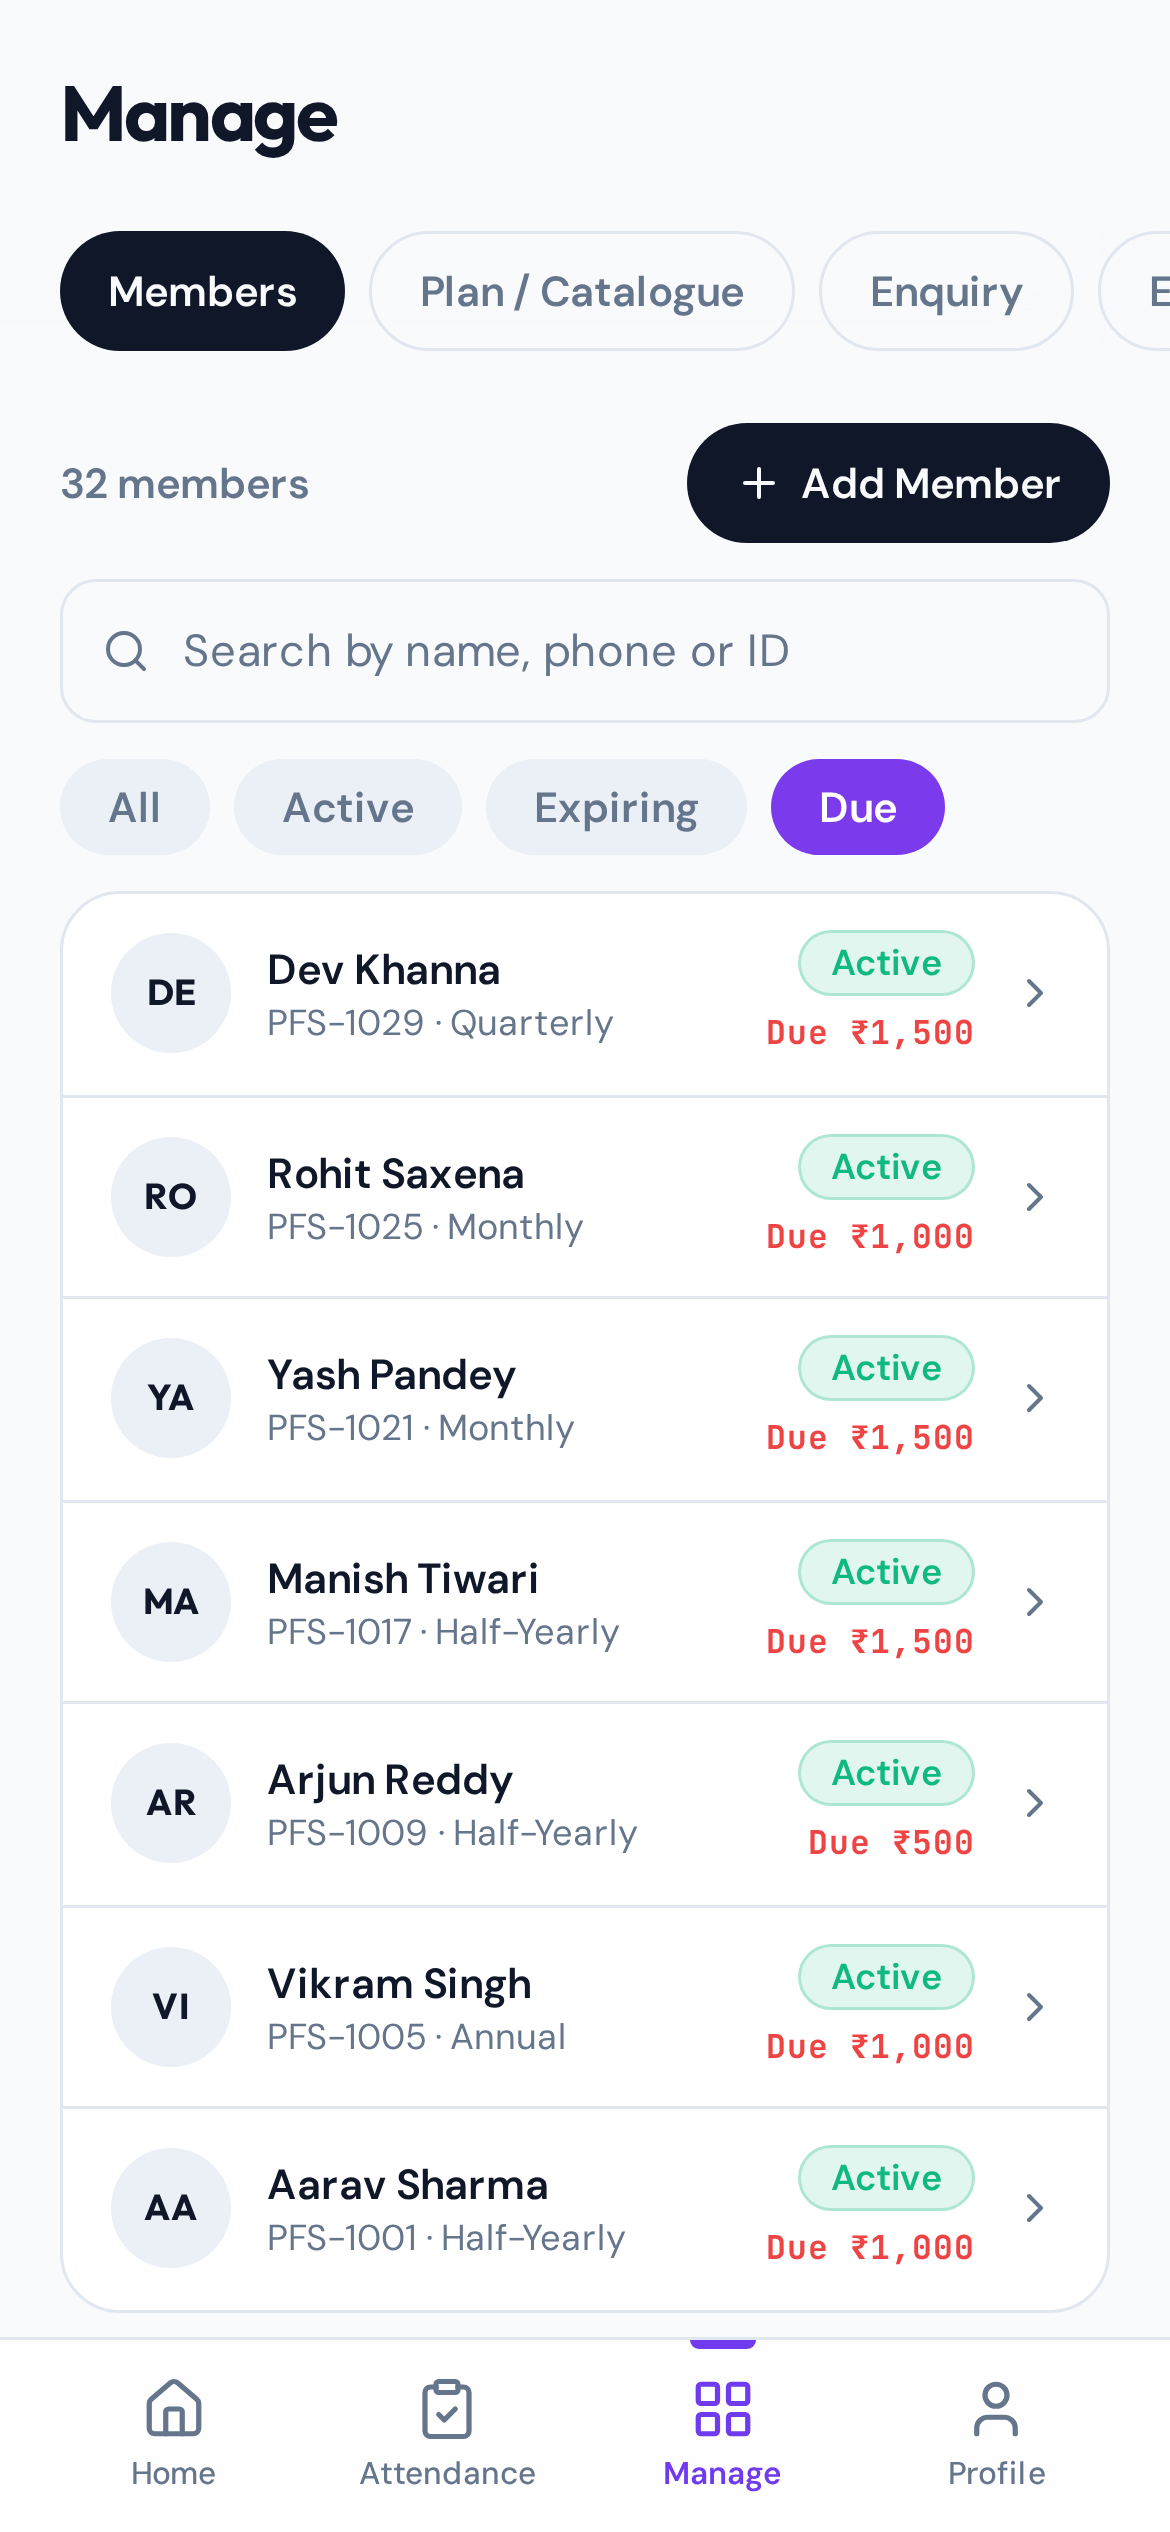 Manage
Members
Plan / Catalogue
Enquiry
E
32 members
+ Add Member
Search by name, phone or ID
All
Active
Expiring
Due
DE
Dev Khanna
PFS-1029 · Quarterly
Active
Due ₹1,500
RO
Rohit Saxena
PFS-1025 · Monthly
Active
Due ₹1,000
YA
Yash Pandey
PFS-1021 · Monthly
Active
Due ₹1,500
MA
Manish Tiwari
PFS-1017 · Half-Yearly
Active
Due ₹1,500
AR
Arjun Reddy
PFS-1009 · Half-Yearly
Active
Due ₹500
VI
Vikram Singh
PFS-1005 · Annual
Active
Due ₹1,000
AA
Aarav Sharma
PFS-1001 · Half-Yearly
Active
Due ₹1,000
Home
Attendance
Manage
Profile